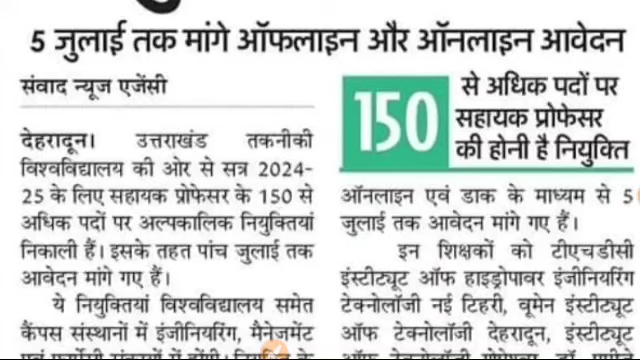 5 जुलाई तक मांगे ऑफलाइन और ऑनलाइन आवेदन
संवाद न्यूज एजेंसी
देहरादून। उत्तराखंड तकनीकी
विश्वविद्यालय की ओर से सत्र 2024-
25 के लिए सहायक प्रोफेसर के 150 से
अधिक पदों पर अल्पकालिक नियुक्तियां
निकाली हैं। इसके तहत पांच जुलाई तक
आवेदन मांगे गए हैं।
ये नियुक्तियां विश्वविद्यालय समेत
कैंपस संस्थानों में इंजीनियरिंग, मैनेजमेंट
150
से अधिक पदों पर
सहायक प्रोफेसर
की होनी है नियुक्ति
ऑनलाइन एवं डाक के माध्यम से 5
जुलाई तक आवेदन मांगे गए हैं।
इन शिक्षकों को टीएचडीसी
इंस्टीट्यूट ऑफ हाइड्रोपावर इंजीनियरिंग
टेक्नोलॉजी नई टिहरी, वूमेन इंस्टीट्यूट
ऑफ टेक्नोलॉजी देहरादून, इंस्टीट्यूट